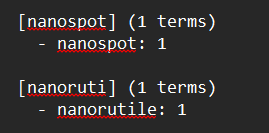 [nanospot] (1 terms)
- nanospot: 1
[nanoruti] (1 terms)
- nanorutile: 1